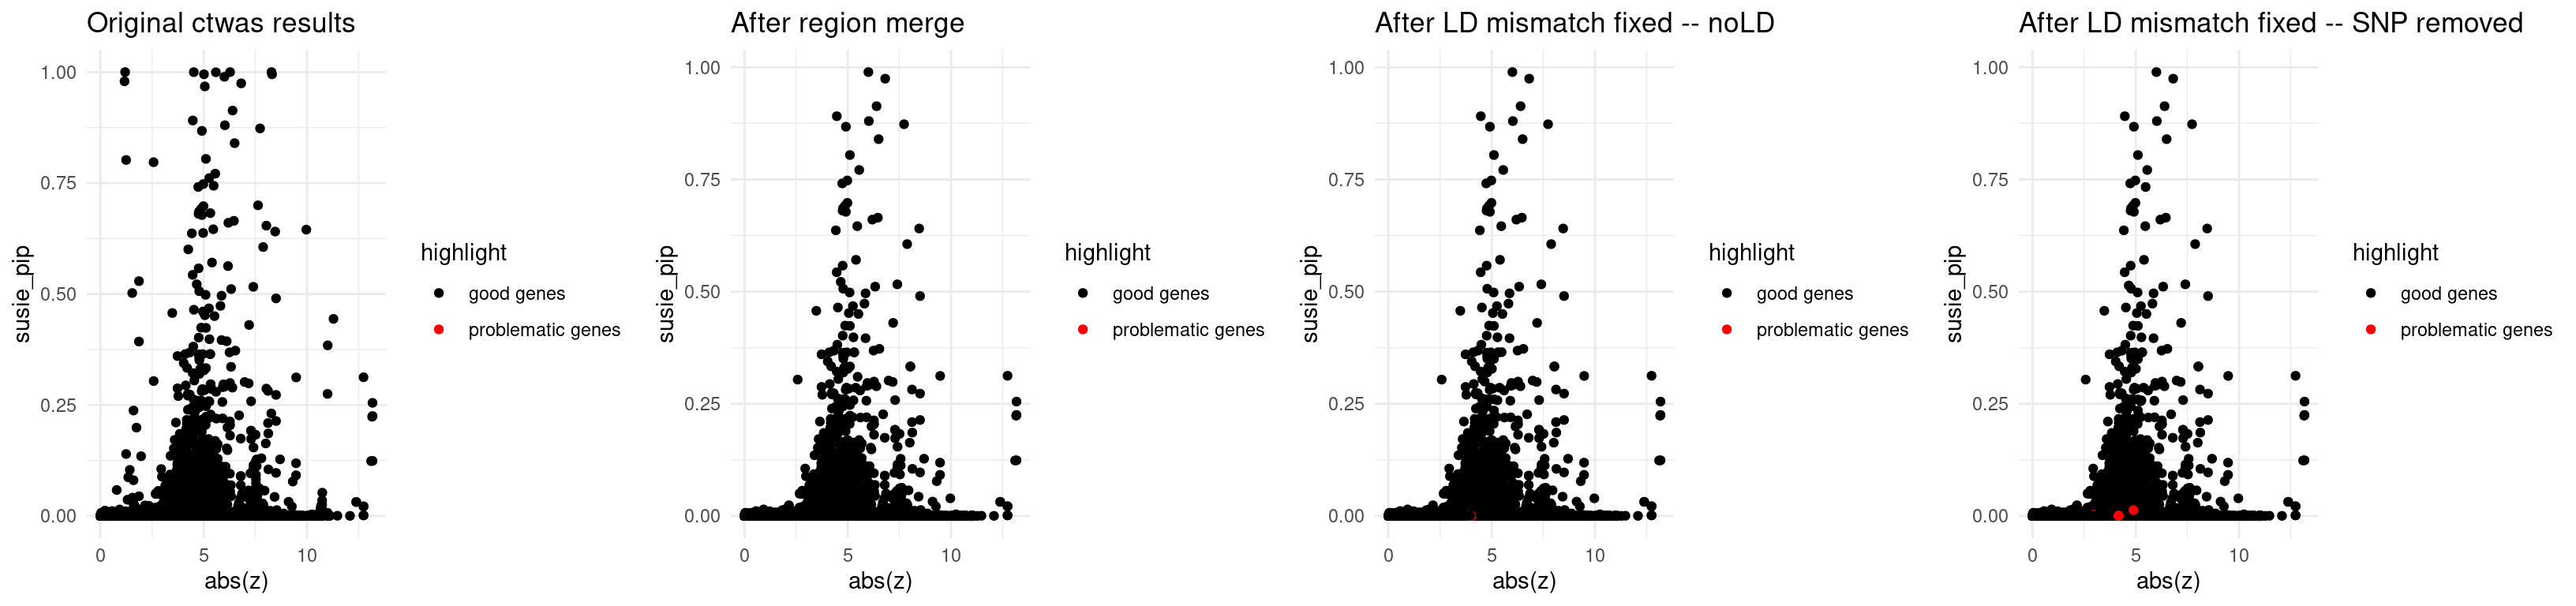 Original ctwas results
1.00
0.75
0.50
0.25
0.00
0
5
10
abs(z)
susie_pip
highlight
good genes
problematic genes
After region merge
1.00
0.75
0.50
0.25
0.00
0
5
10
abs(z)
susie_pip
highlight
good genes
problematic genes
After LD mismatch fixed -- noLD
1.00
0.75
0.50
0.25
0.00
0
5
10
abs(z)
susie_pip
highlight
good genes
problematic genes
After LD mismatch fixed -- SNP removed
1.00
0.75
0.50
0.25
0.00
0
5
10
abs(z)
susie_pip
highlight
good genes
problematic genes